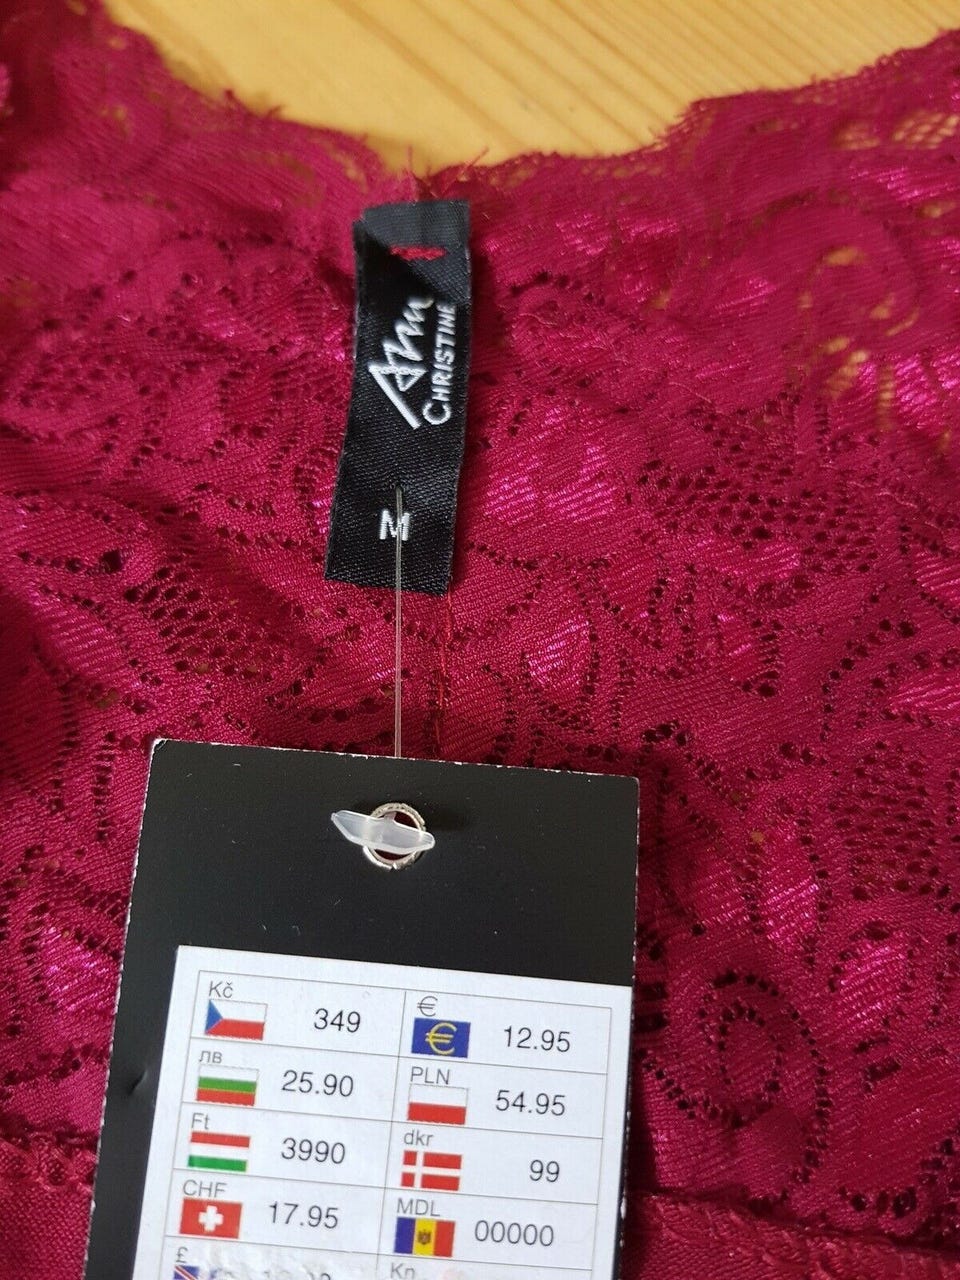 Ann
CHRISTINE
M
Kč 349
€ 12.95
лв 25.90
PLN 54.95
Ft 3990
dkr 99
CHF 17.95
MDL 00000
£
Kn